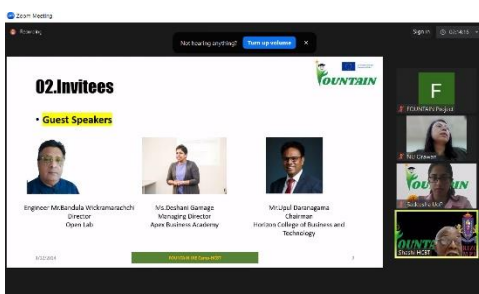 Zoom Meeting
Recording
Not hearing anything? Turn up volume
Sign in
FOUNTAIN
02.Invitees
• Guest Speakers
Engineer Mr.Bandula Wickramarachchi
Director
Open Lab
Ms.Deshani Gamage
Managing Director
Apex Business Academy
Mr.Upul Daranagama
Chairman
Horizon College of Business and
Technology
F
FOUNTAIN Project
Shashi HCBT